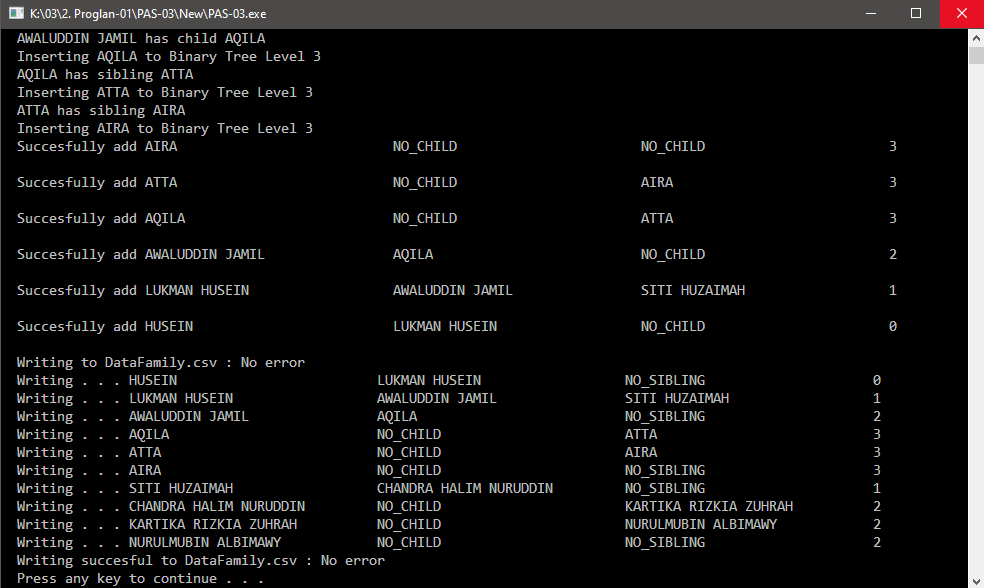 K:\03\2. Proglan-01\PAS-03\New\PAS-03.exe
AWALUDDIN JAMIL has child AQILA
Inserting AQILA to Binary Tree Level 3
AQILA has sibling ATTA
Inserting ATTA to Binary Tree Level 3
ATTA has sibling AIRA
Inserting AIRA to Binary Tree Level 3
Succesfully add AIRA NO_CHILD NO_CHILD 3
Succesfully add ATTA NO_CHILD AIRA 3
Succesfully add AQILA NO_CHILD ATTA 3
Succesfully add AWALUDDIN JAMIL AQILA NO_CHILD 2
Succesfully add LUKMAN HUSEIN AWALUDDIN JAMIL SITI HUZAIMAH 1
Succesfully add HUSEIN LUKMAN HUSEIN NO_CHILD 0
Writing to DataFamily.csv : No error
Writing . . . HUSEIN LUKMAN HUSEIN NO_SIBLING 0
Writing . . . LUKMAN HUSEIN AWALUDDIN JAMIL SITI HUZAIMAH 1
Writing . . . AWALUDDIN JAMIL AQILA NO_SIBLING 2
Writing . . . AQILA NO_CHILD ATTA 3
Writing . . . ATTA NO_CHILD AIRA 3
Writing . . . AIRA NO_CHILD NO_SIBLING 3
Writing . . . SITI HUZAIMAH CHANDRA HALIM NURUDDIN NO_SIBLING 1
Writing . . . CHANDRA HALIM NURUDDIN NO_CHILD KARTIKA RIZKIA ZUHRAH 2
Writing . . . KARTIKA RIZKIA ZUHRAH NO_CHILD NURULMUBIN ALBIMAWY 2
Writing . . . NURULMUBIN ALBIMAWY NO_CHILD NO_SIBLING 2
Writing succesful to DataFamily.csv : No error
Press any key to continue . . .